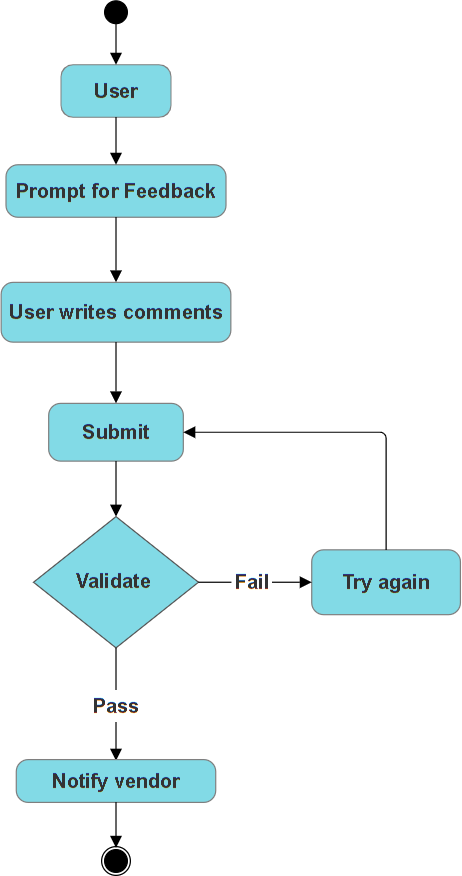 User
Prompt for Feedback
User writes comments
Submit
Validate
Fail
Try again
Pass
Notify vendor